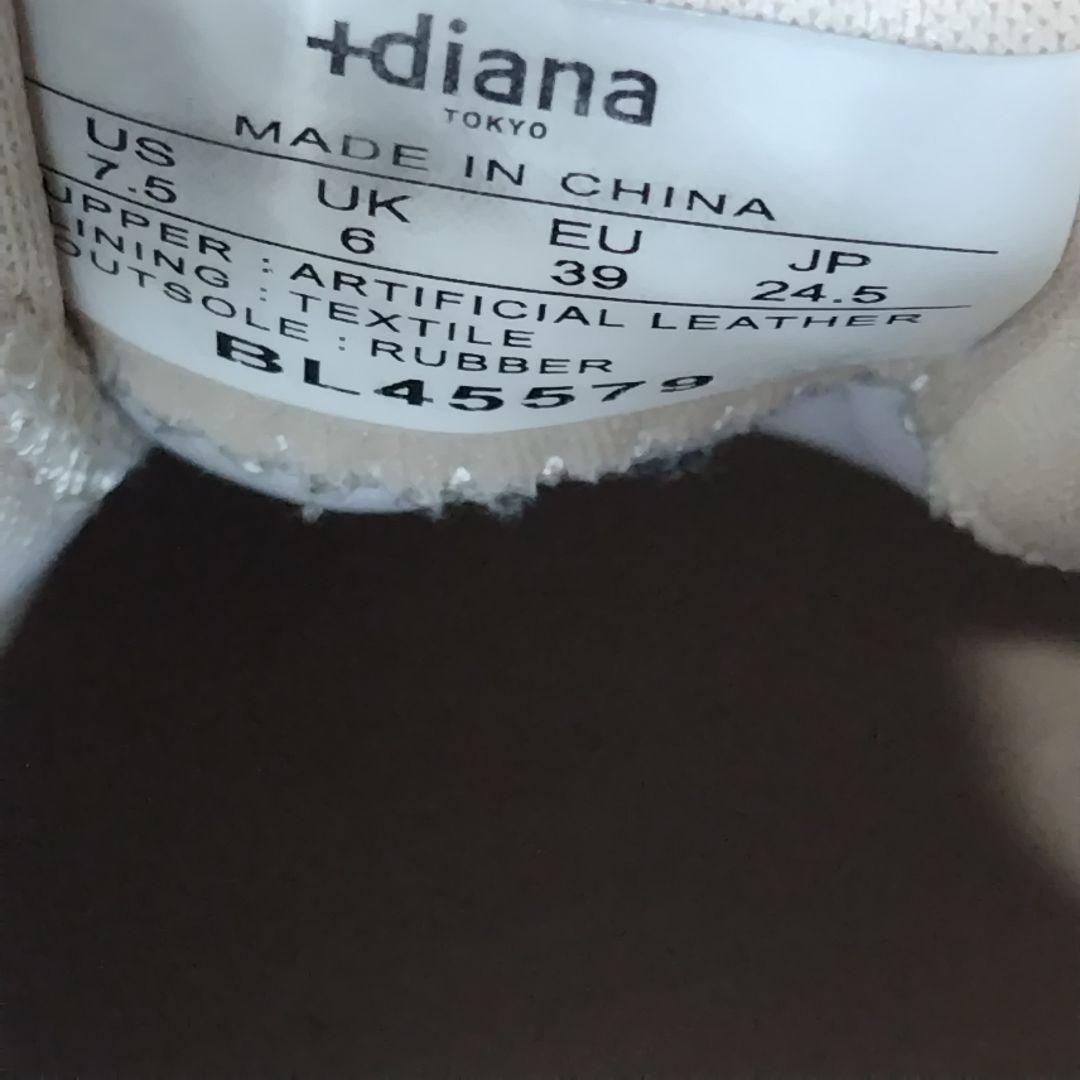 +diana
TOKYO
MADE IN CHINA
US UK EU JP
7.5 6 39 24.5
UPPER : ARTIFICIAL LEATHER
LINING : TEXTILE
OUTSOLE : RUBBER
BL45579